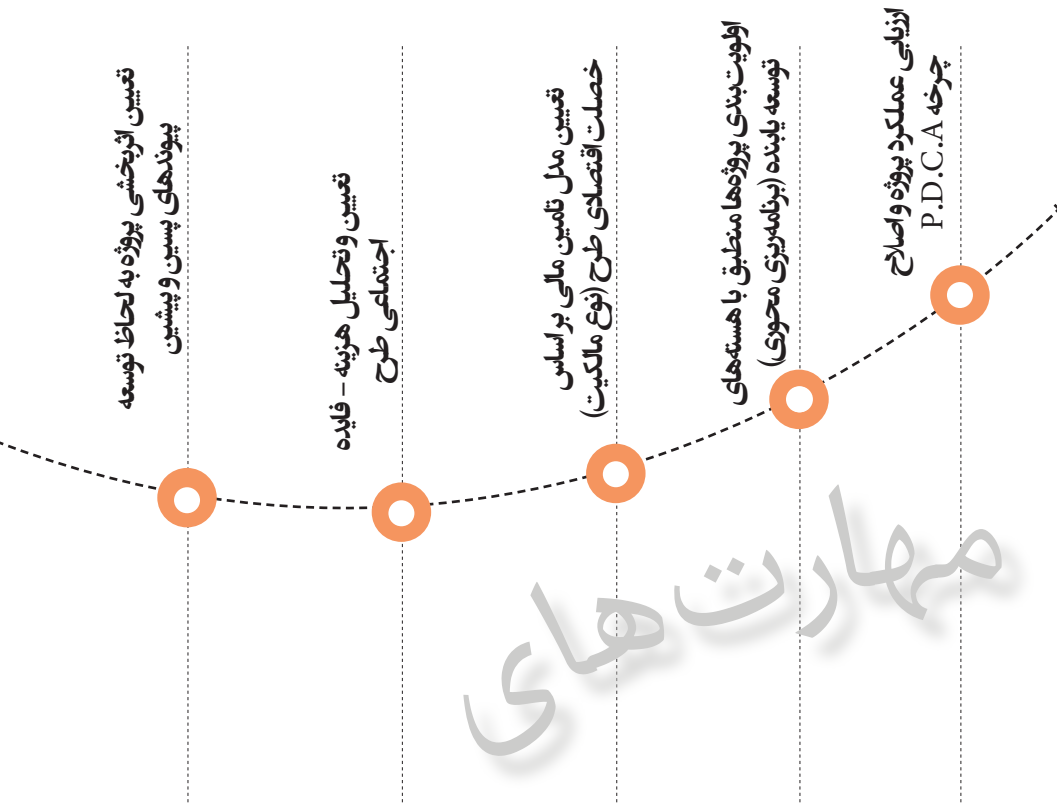 ارزیابی عملکرد پروژه و اصلاح
چرخه P.D.C.A
اولویت‌بندی پروژه‌ها منطبق با هسته‌های
توسعه یابنده (برنامه‌ریزی محوری)
تعیین مدل تامین مالی براساس
خصلت اقتصادی طرح (نوع مالکیت)
تعیین و تحلیل هزینه - فایده
اجتماعی طرح
تعیین اثربخشی پروژه به لحاظ توسعه
پیوندهای پسین و پیشین
مهارت‌های